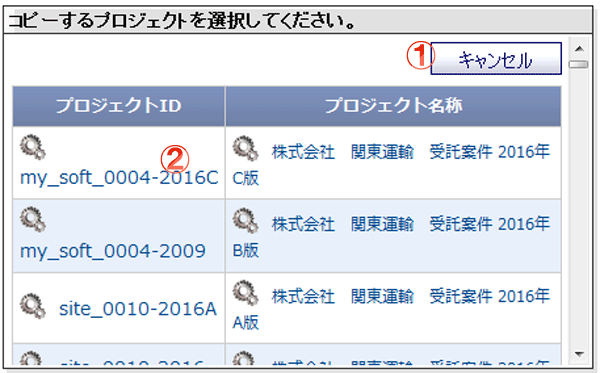 コピーするプロジェクトを選択してください。
① キャンセル
プロジェクトID プロジェクト名称
② 株式会社 関東運輸 受託案件 2016年
my_soft_0004-2016C C版
株式会社 関東運輸 受託案件 2016年
my_soft_0004-2009 B版
株式会社 関東運輸 受託案件 2016年
site_0010-2016A A版